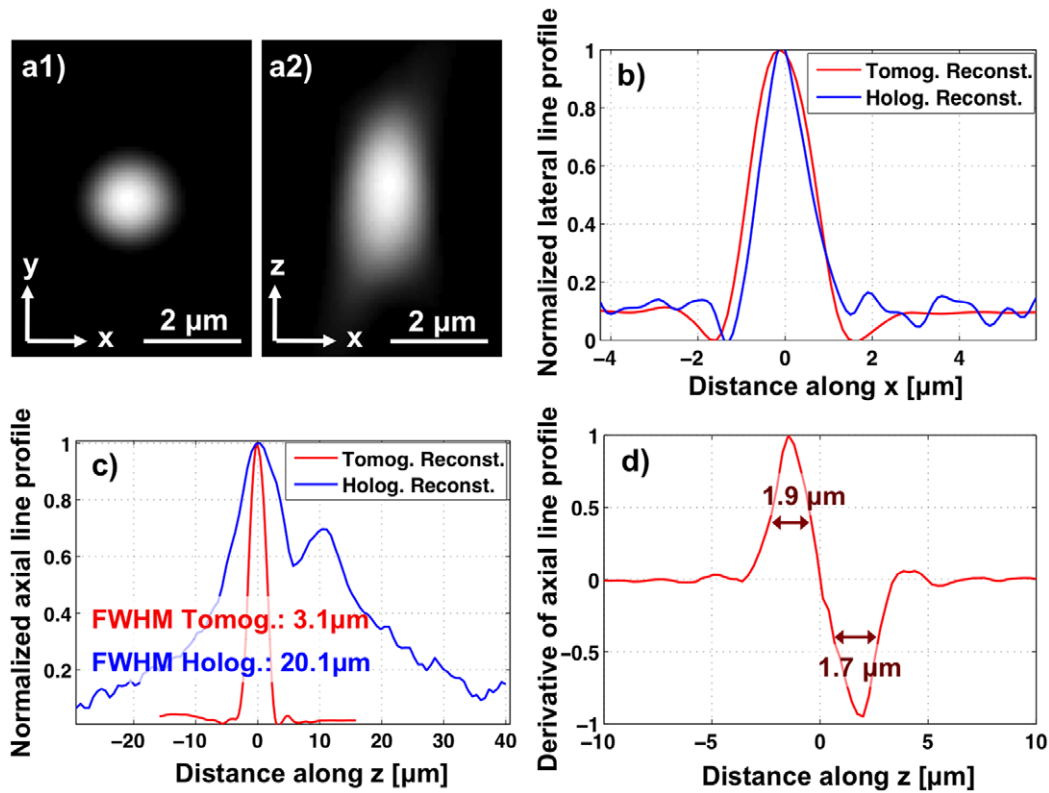 a1)
y
x
2 µm
a2)
z
x
2 µm
b)
Tomog. Reconst.
Holog. Reconst.
Normalized lateral line profile
1
0.8
0.6
0.4
0.2
0
−4
−2
0
2
4
Distance along x [µm]
c)
Tomog. Reconst.
Holog. Reconst.
Normalized axial line profile
1
0.8
0.6
0.4
0.2
FWHM Tomog.: 3.1µm
FWHM Holog.: 20.1µm
−20
−10
0
10
20
30
40
Distance along z [µm]
d)
Derivative of axial line profile
1
0.5
0
−0.5
−1
1.9 µm
1.7 µm
−10
−5
0
5
10
Distance along z [µm]